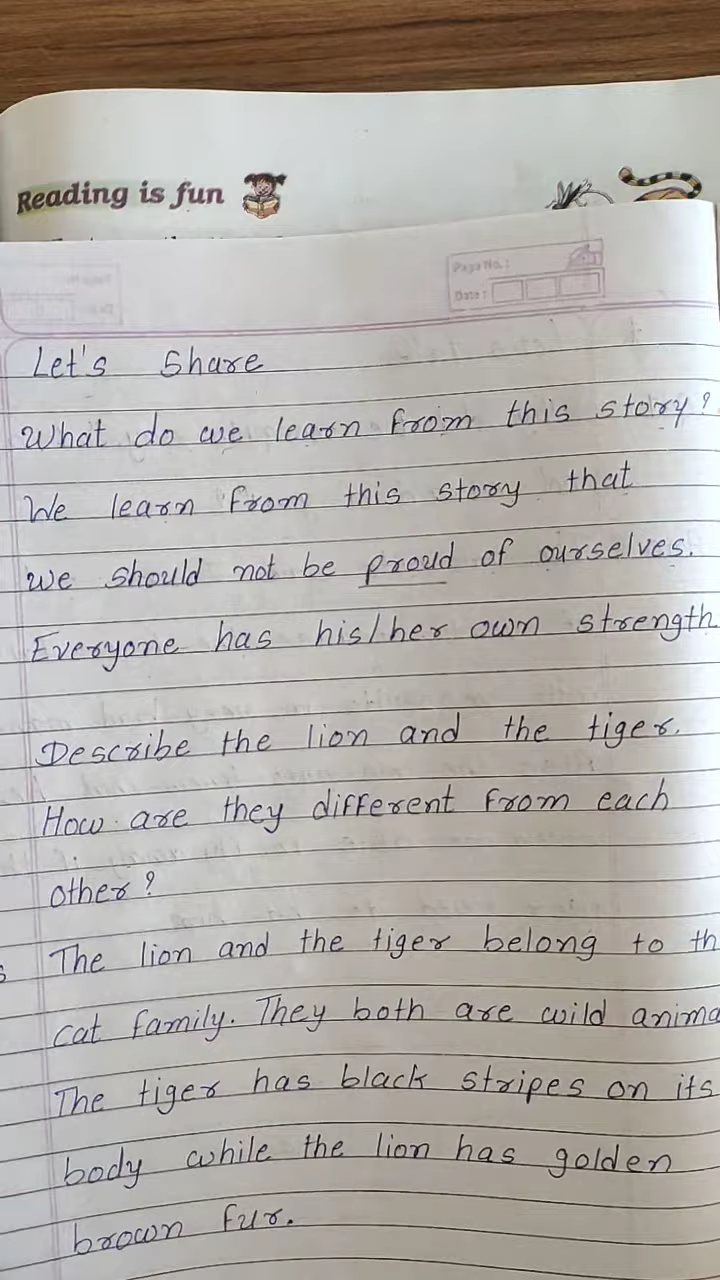 Reading is fun
Page No.:
Date:
Let's Share
What do we learn from this story?
We learn from this story that
we should not be proud of ourselves.
Everyone has his/her own strength
Describe the lion and the tiger.
How are they different from each
other?
The lion and the tiger belong to th
cat family. They both are wild anima
The tiger has black stripes on its
body while the lion has golden
brown fur.